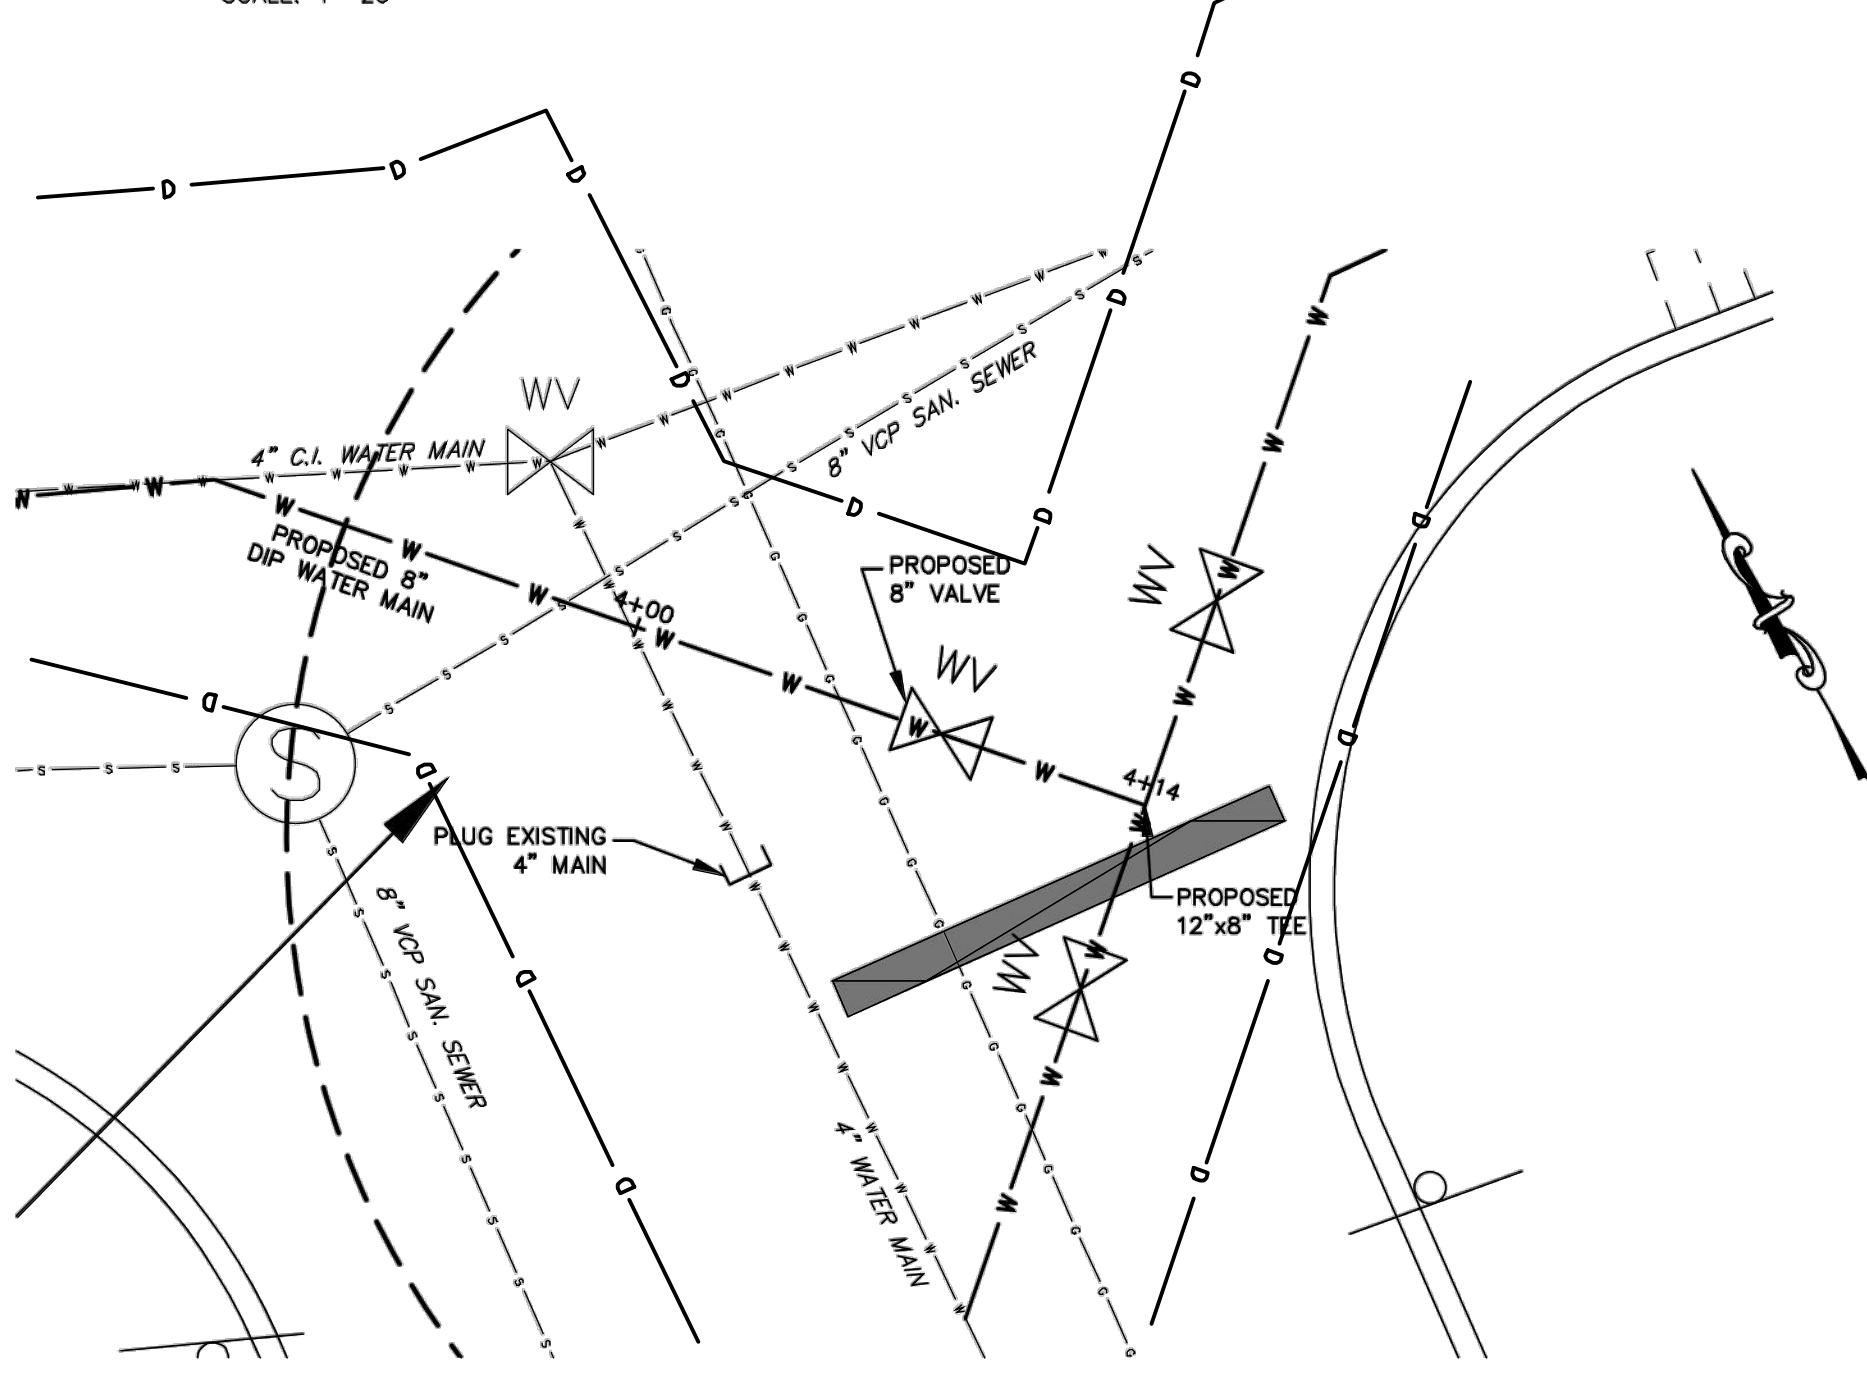 WV
4" C.I. WATER MAIN
8" VCP SAN. SEWER
PROPOSED 8"
DIP WATER MAIN
4+00
PROPOSED
8" VALVE
WV
WV
4+14
S
PLUG EXISTING
4" MAIN
PROPOSED
12"x8" TEE
WV
8" VCP SAN. SEWER
4" WATER MAIN